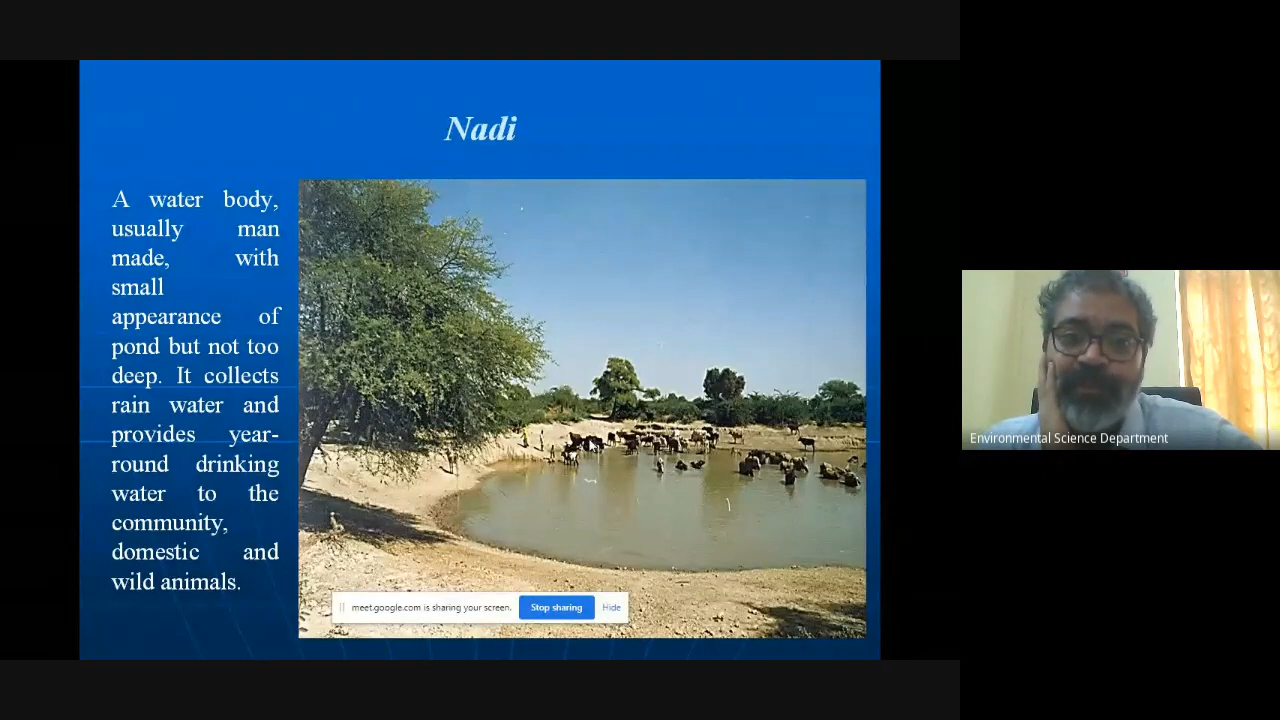 Nadi
A water body,
usually man
made, with
small
appearance of
pond but not too
deep. It collects
rain water and
provides year-
round drinking
water to the
community,
domestic and
wild animals.
meet.google.com is sharing your screen. Stop sharing Hide
Environmental Science Department